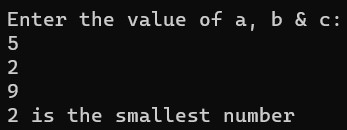 Enter the value of a, b & c:
5
2
9
2 is the smallest number